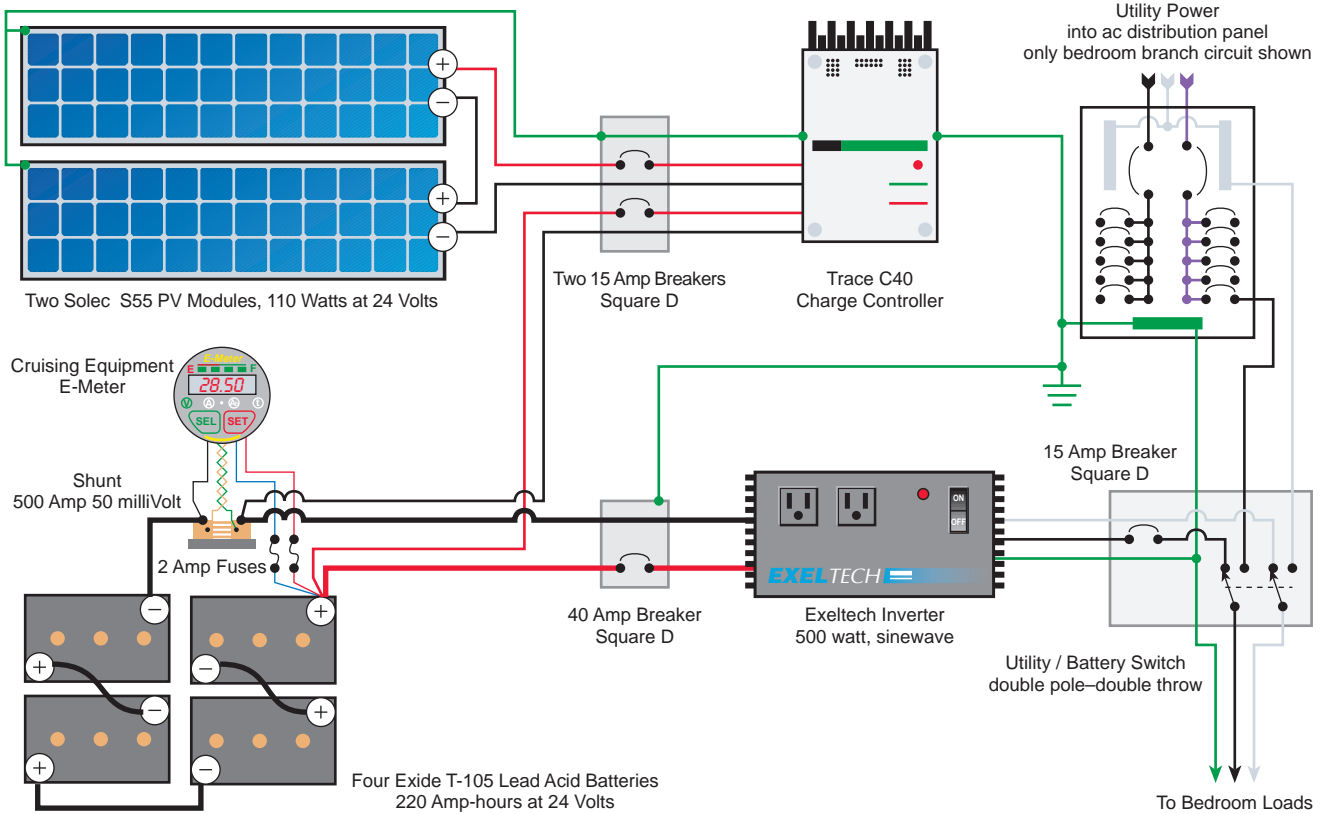 Utility Power
into ac distribution panel
only bedroom branch circuit shown
+
−
+
−
Two Solec S55 PV Modules, 110 Watts at 24 Volts
Two 15 Amp Breakers
Square D
Trace C40
Charge Controller
Cruising Equipment
E-Meter
E-Meter
E
F
28.50
V
A
SEL
SET
Shunt
500 Amp 50 milliVolt
2 Amp Fuses
40 Amp Breaker
Square D
ON
OFF
EXELTECH
Exeltech Inverter
500 watt, sinewave
15 Amp Breaker
Square D
Utility / Battery Switch
double pole–double throw
−
+
+
−
−
+
+
−
Four Exide T-105 Lead Acid Batteries
220 Amp-hours at 24 Volts
To Bedroom Loads